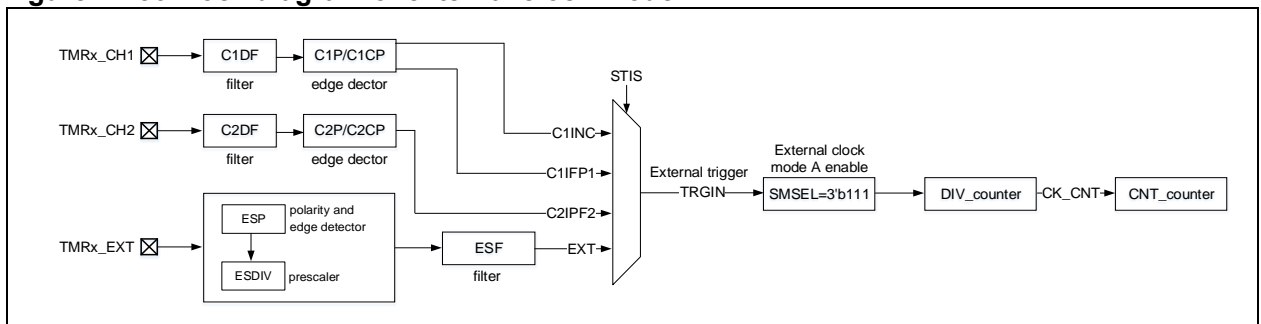 TMRx_CH1
C1DF
filter
C1P/C1CP
edge dector
STIS
TMRx_CH2
C2DF
filter
C2P/C2CP
edge dector
C1INC
C1IFP1
C2IPF2
EXT
External trigger
TRGIN
External clock
mode A enable
SMSEL=3'b111
DIV_counter
CK_CNT
CNT_counter
TMRx_EXT
ESP
polarity and
edge detector
ESDIV
prescaler
ESF
filter